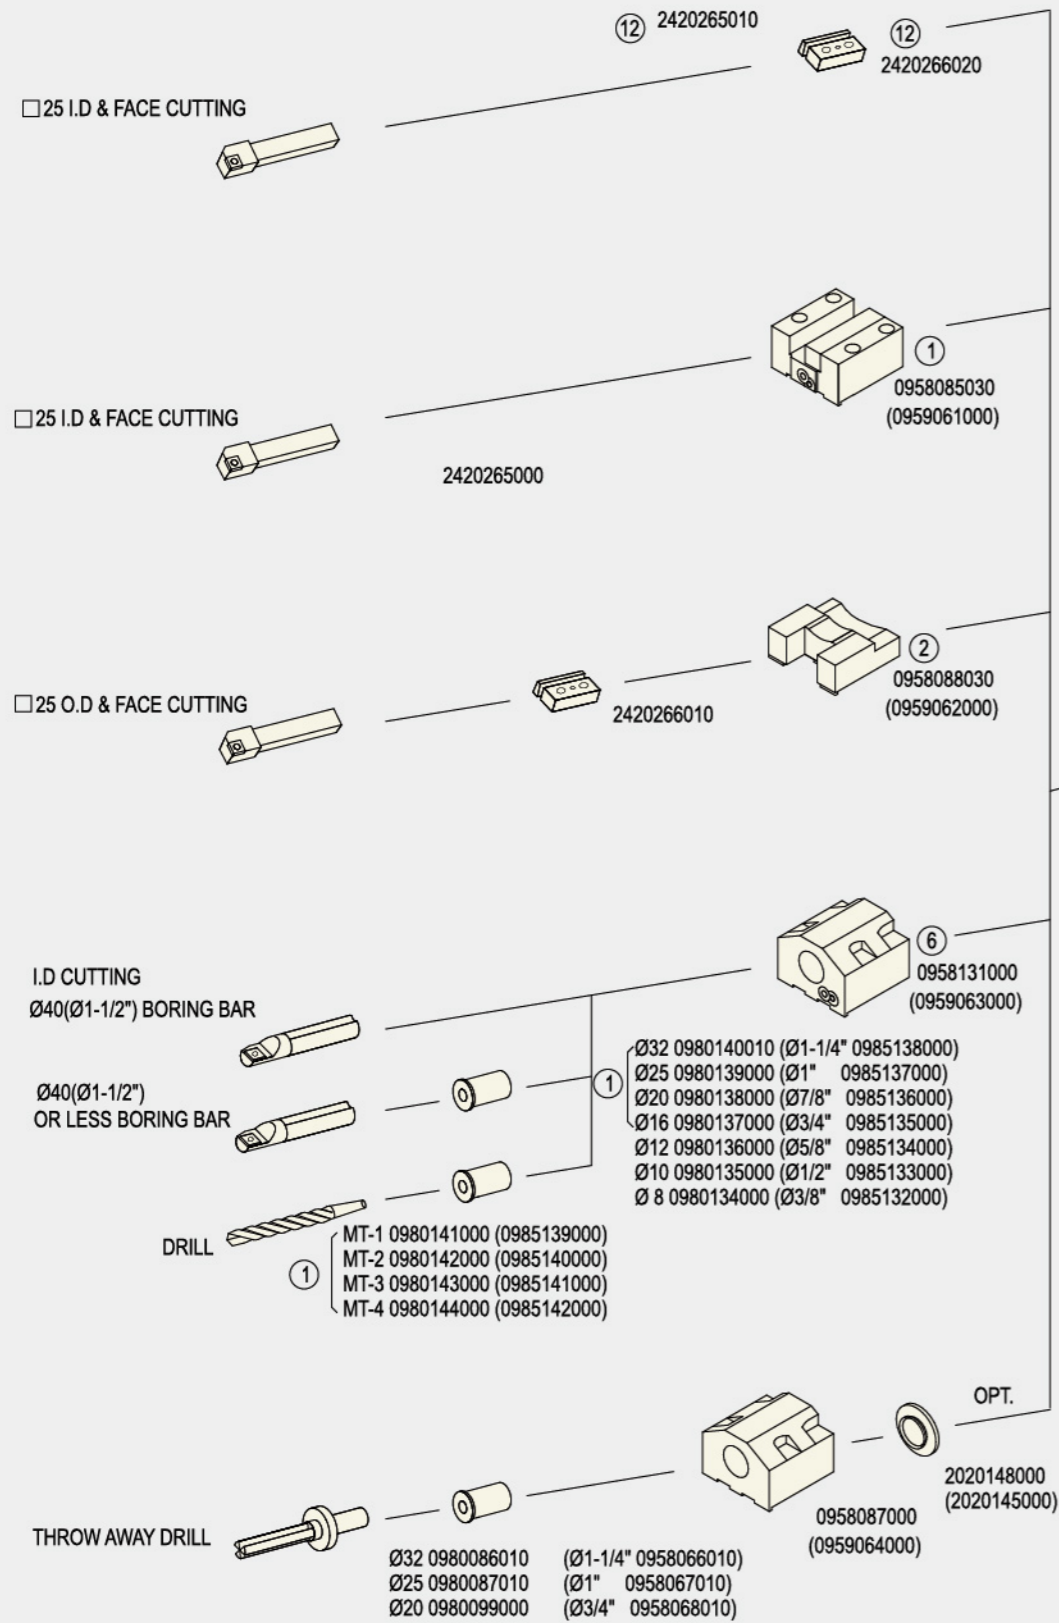 ⑫ 2420265010
⑫
2420266020
□25 I.D & FACE CUTTING
①
0958085030
(0959061000)
□25 I.D & FACE CUTTING
2420265000
②
0958088030
(0959062000)
□25 O.D & FACE CUTTING
2420266010
⑥
0958131000
(0959063000)
I.D CUTTING
Ø40(Ø1-1/2") BORING BAR
Ø40(Ø1-1/2")
OR LESS BORING BAR
①
Ø32 0980140010 (Ø1-1/4" 0985138000)
Ø25 0980139000 (Ø1" 0985137000)
Ø20 0980138000 (Ø7/8" 0985136000)
Ø16 0980137000 (Ø3/4" 0985135000)
Ø12 0980136000 (Ø5/8" 0985134000)
Ø10 0980135000 (Ø1/2" 0985133000)
Ø 8 0980134000 (Ø3/8" 0985132000)
DRILL
①
MT-1 0980141000 (0985139000)
MT-2 0980142000 (0985140000)
MT-3 0980143000 (0985141000)
MT-4 0980144000 (0985142000)
OPT.
2020148000
(2020145000)
0958087000
(0959064000)
THROW AWAY DRILL
Ø32 0980086010 (Ø1-1/4" 0958066010)
Ø25 0980087010 (Ø1" 0958067010)
Ø20 0980099000 (Ø3/4" 0958068010)